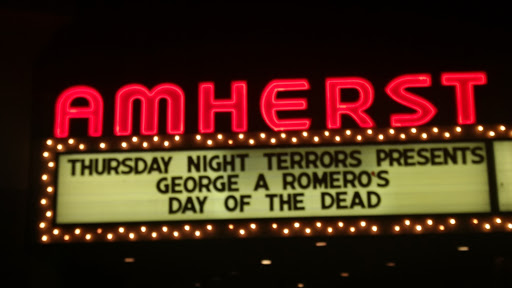 AMHERST
THURSDAY NIGHT TERRORS PRESENTS
GEORGE A ROMERO'S
DAY OF THE DEAD